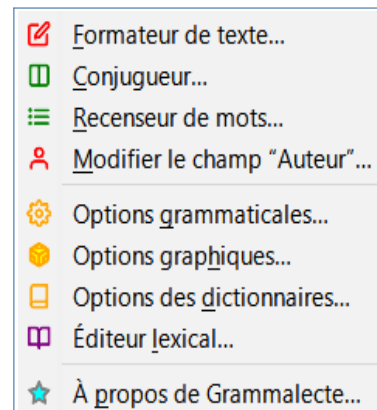 Formateur de texte...
Conjugueur...
Recenseur de mots...
Modifier le champ “Auteur”...
Options grammaticales...
Options graphiques...
Options des dictionnaires...
Éditeur lexical...
À propos de Grammalecte...